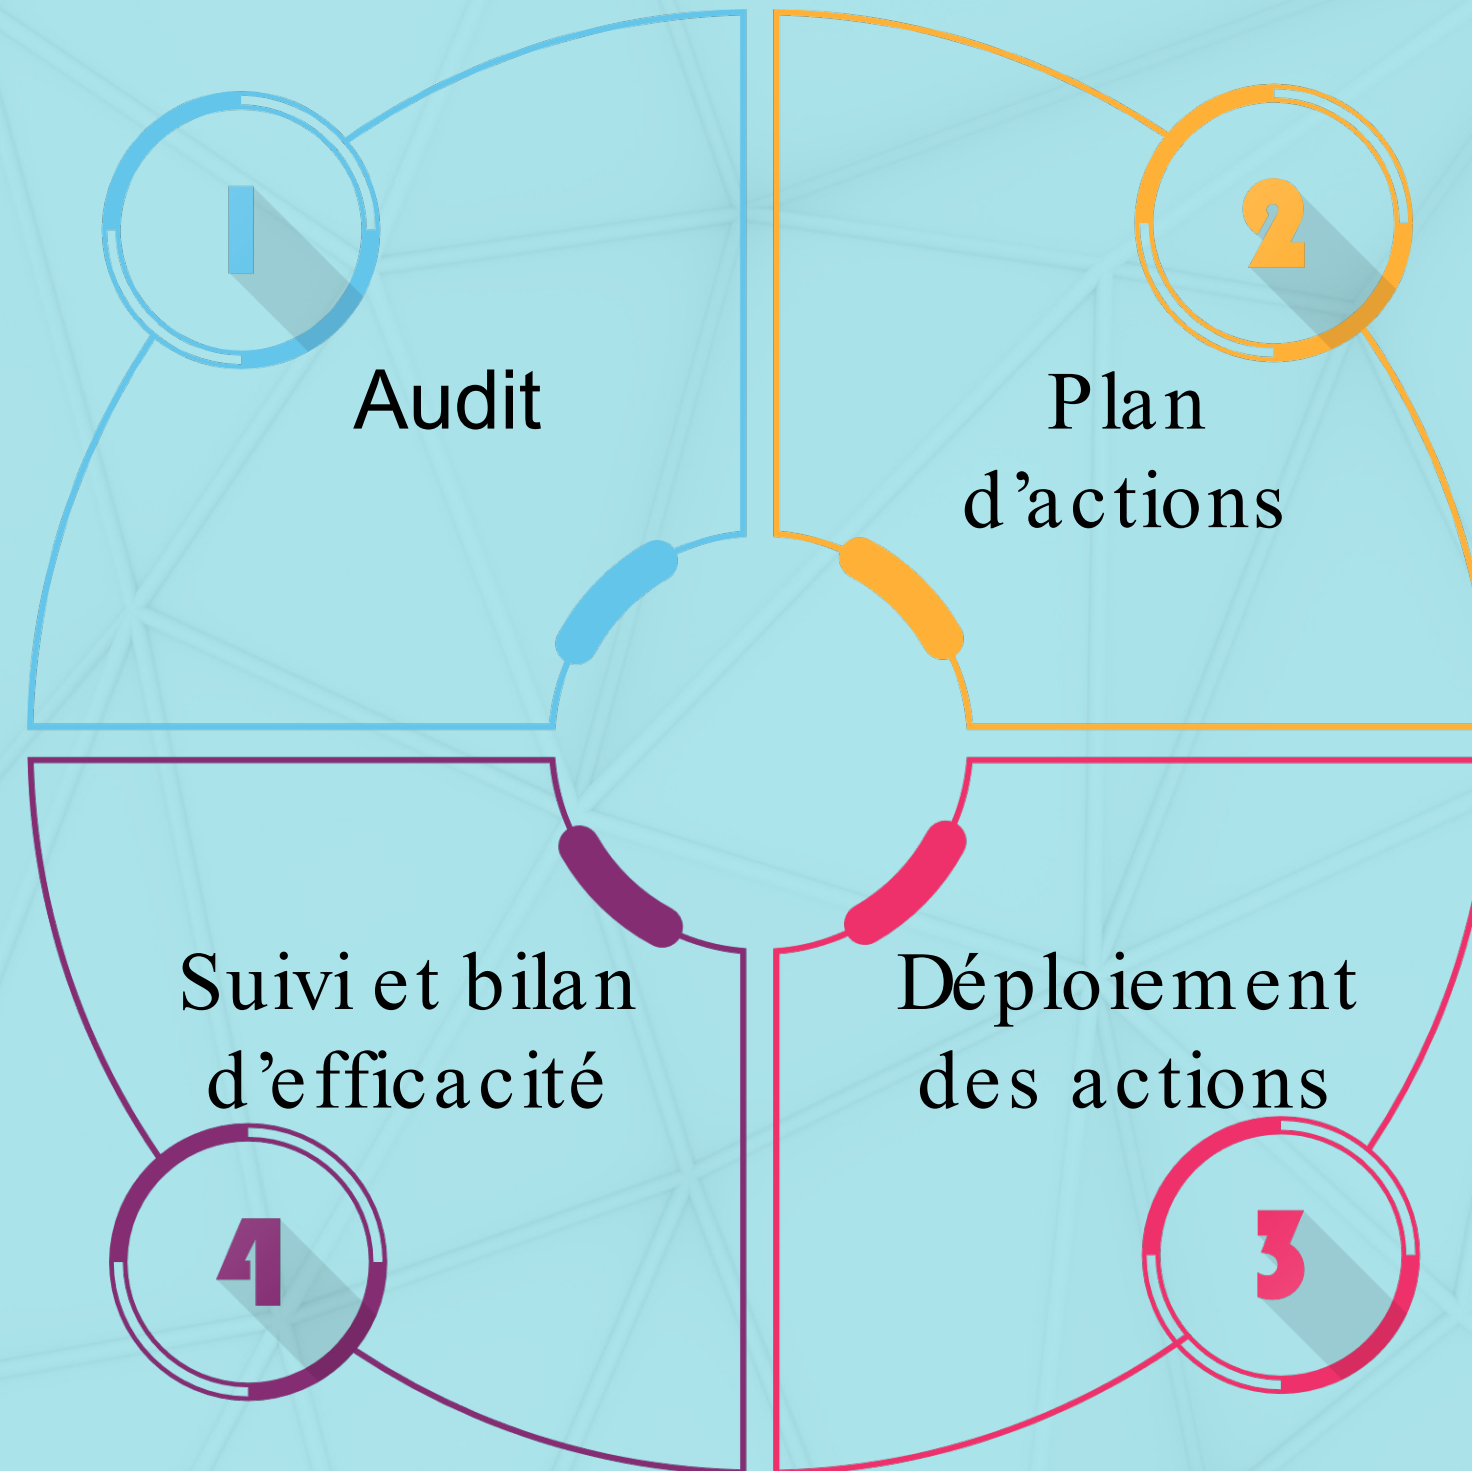 1
Audit
2
Plan
d’actions
Suivi et bilan
d’efficacité
4
Déploiement
des actions
3